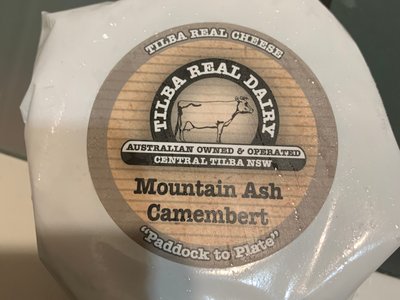 TILBA REAL CHEESE
TILBA REAL DAIRY
AUSTRALIAN OWNED & OPERATED
CENTRAL TILBA NSW
Mountain Ash
Camembert
"Paddock to Plate"